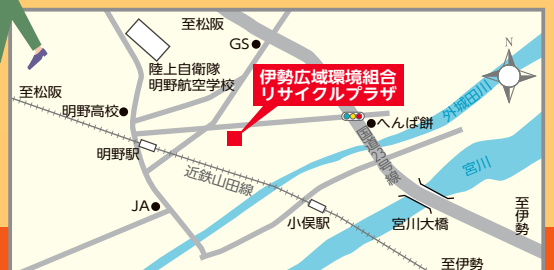 至松阪
GS
N
陸上自衛隊
明野航空学校
伊勢広域環境組合
リサイクルプラザ
至松阪
明野高校
外城田川
へんば餅
国道23号線
明野駅
宮川
近鉄山田線
JA
小俣駅
宮川大橋
至伊勢
至伊勢